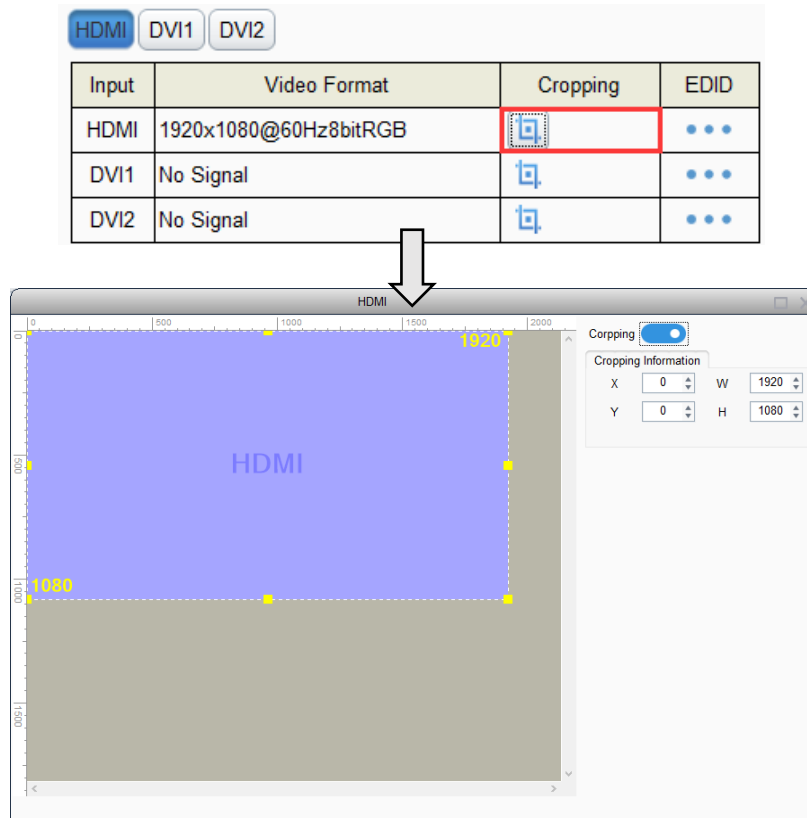 HDMI DVI1 DVI2
Input Video Format Cropping EDID
HDMI 1920x1080@60Hz8bitRGB
DVI1 No Signal
DVI2 No Signal
HDMI
0 500 1000 1500 2000
Corpping
0
1920
Cropping Information
X 0 W 1920
Y 0 H 1080
500
HDMI
1000
1080
1500